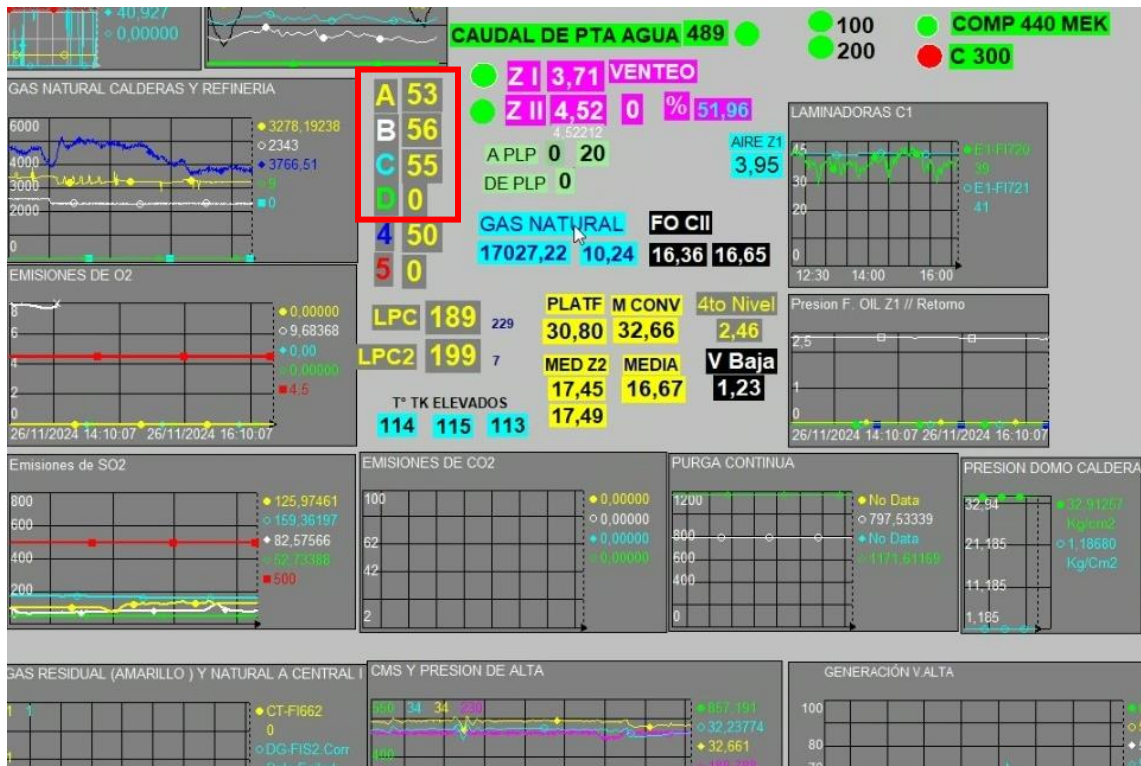 40,927
0,00000
CAUDAL DE PTA AGUA 489
100
200
COMP 440 MEK
C 300
GAS NATURAL CALDERAS Y REFINERIA
6000
4000
3000
2000
0
3278,19238
2343
3766,51
9
0
A 53
B 56
C 55
D 0
4 50
5 0
Z I 3,71 VENTEO
Z II 4,52 0 % 51,96
4,52212
A PLP 0 20
DE PLP 0
AIRE Z1
3,95
GAS NATURAL FO CII
17027,22 10,24 16,36 16,65
LAMINADORAS C1
45
30
20
0
E1-FI720
39
E1-FI721
41
12:30 14:00 16:00
EMISIONES DE O2
8
6
4
2
0
0,00000
9,68368
0,00
0,00000
4,5
26/11/2024 14:10:07 26/11/2024 16:10:07
LPC 189 229
LPC2 199 7
T° TK ELEVADOS
114 115 113
PLATF M CONV 4to Nivel
30,80 32,66 2,46
MED Z2 MEDIA V Baja
17,45 16,67 1,23
17,49
Presion F. OIL Z1 // Retorno
2,5
1
0
26/11/2024 14:10:07 26/11/2024 16:10:07
Emisiones de SO2
800
600
400
200
125,97461
159,36197
82,57566
52,73388
500
EMISIONES DE CO2
100
62
42
2
0,00000
0,00000
0,00000
0,00000
PURGA CONTINUA
1200
800
600
400
0
No Data
797,53339
No Data
1171,61169
PRESION DOMO CALDERA
32,94
21,185
11,185
1,185
32,91257
Kg/cm2
1,18680
Kg/Cm2
GAS RESIDUAL (AMARILLO ) Y NATURAL A CENTRAL I
1 1
1
CT-FI662
0
DG-FIS2.Corr
CMS Y PRESION DE ALTA
550 34 34 230
400
857,191
32,23774
32,661
GENERACIÓN V.ALTA
100
80